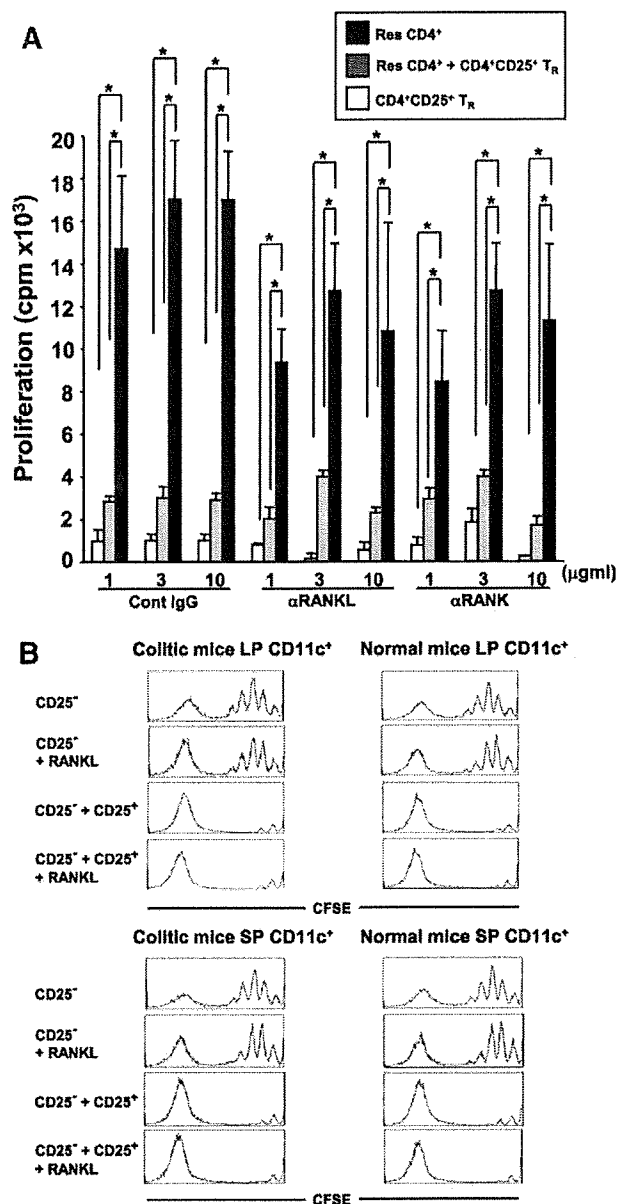 A
Res CD4⁺
Res CD4⁺ + CD4⁺CD25⁺ T_R
CD4⁺CD25⁺ T_R
* * *
* * *
* * * *
* * * *
* *
* *
Proliferation (cpm x10³)
20
18
16
14
12
10
8
6
4
2
0
1 3 10 1 3 10 1 3 10 (μgml)
Cont IgG αRANKL αRANK
B
Colitic mice LP CD11c⁺ Normal mice LP CD11c⁺
CD25⁻
CD25⁻
+ RANKL
CD25⁻ + CD25⁺
CD25⁻ + CD25⁺
+ RANKL
CFSE CFSE
Colitic mice SP CD11c⁺ Normal mice SP CD11c⁺
CD25⁻
CD25⁻
+ RANKL
CD25⁻ + CD25⁺
CD25⁻ + CD25⁺
+ RANKL
CFSE CFSE